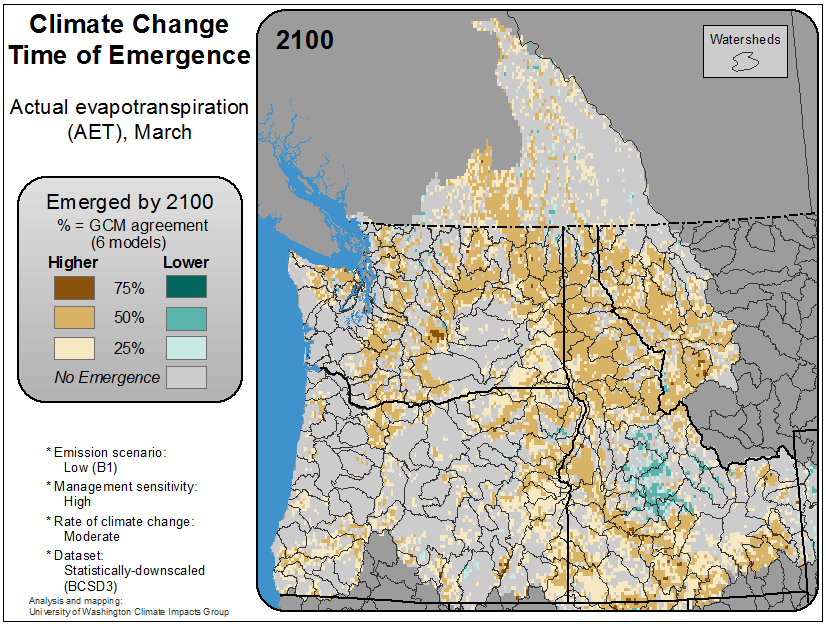 Climate Change
Time of Emergence
Actual evapotranspiration
(AET), March
Emerged by 2100
% = GCM agreement
(6 models)
Higher Lower
75%
50%
25%
No Emergence
* Emission scenario:
Low (B1)
* Management sensitivity:
High
* Rate of climate change:
Moderate
* Dataset:
Statistically-downscaled
(BCSD3)
Analysis and mapping:
University of Washington Climate Impacts Group
2100
Watersheds